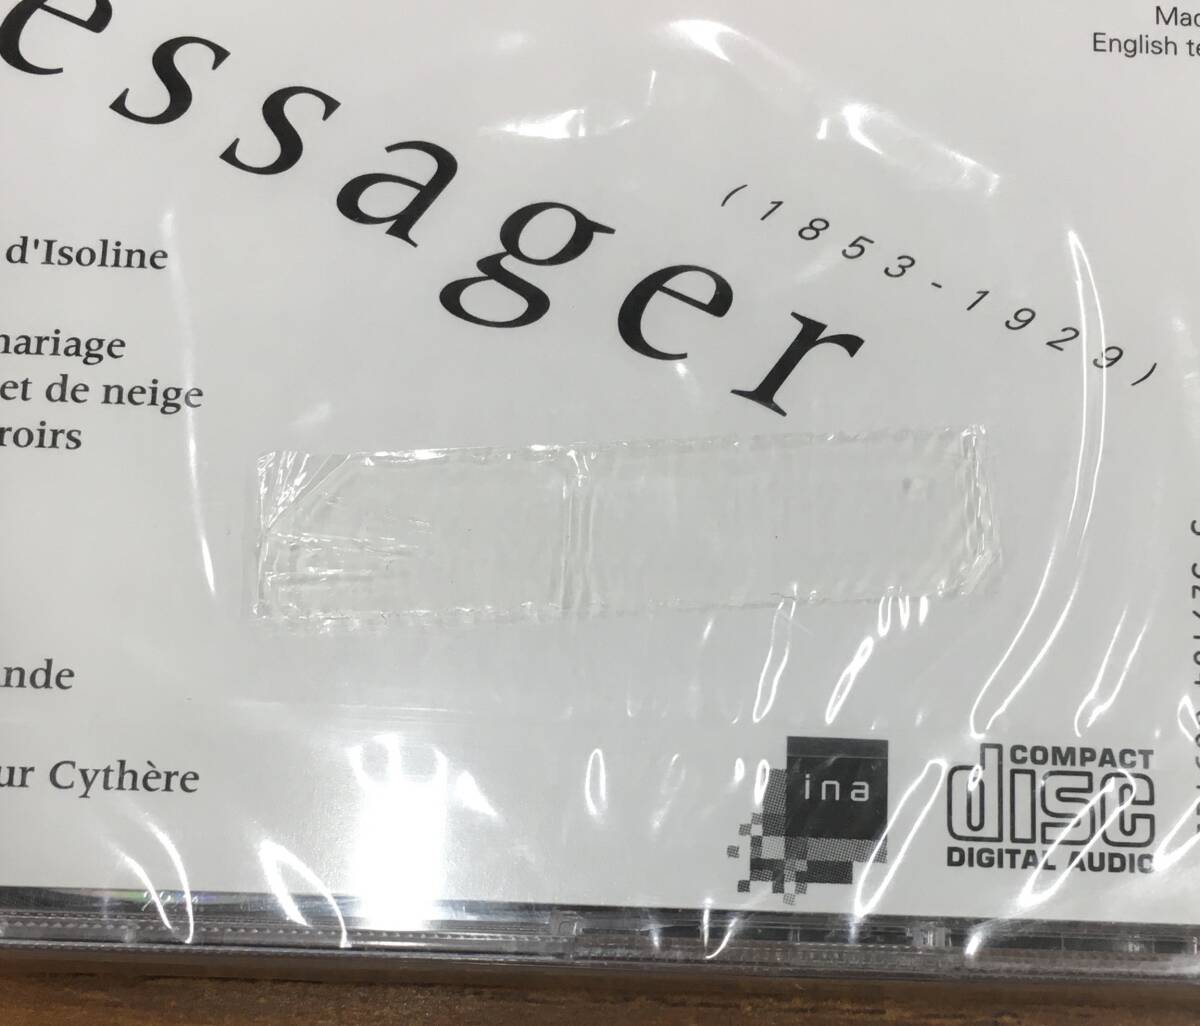 Mad
English te
essager
(1853-1929)
d'Isoline
mariage
et de neige
roirs
nde
ur Cythère
ina
COMPACT
disc
DIGITAL AUDIO